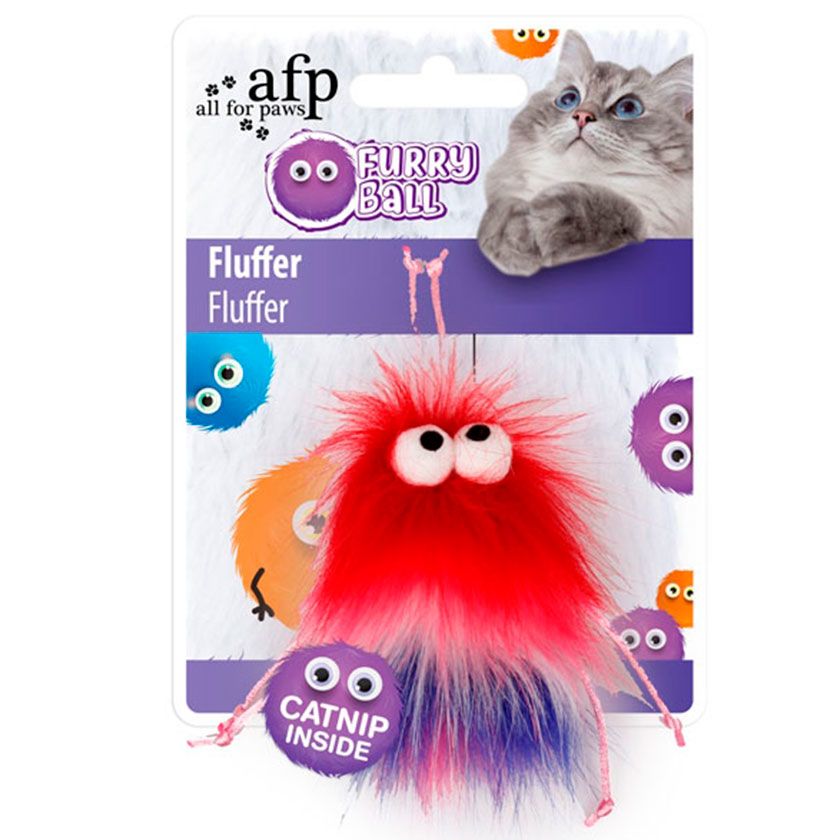 afp
all for paws
FURRY
BALL
Fluffer
Fluffer
CATNIP
INSIDE